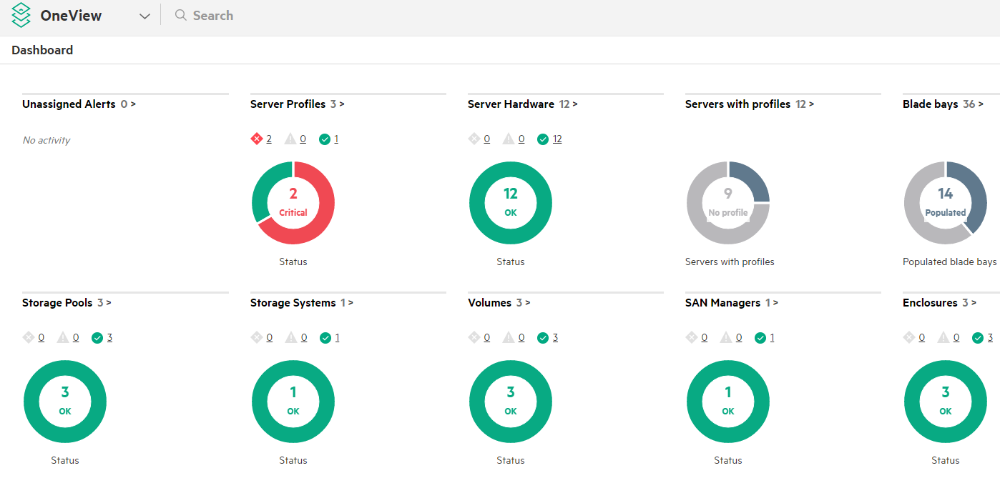 OneView Search
Dashboard
Unassigned Alerts 0 >
No activity
Server Profiles 3 >
2 0 1
2
Critical
Status
Server Hardware 12 >
0 0 12
12
OK
Status
Servers with profiles 12 >
9
No profile
Servers with profiles
Blade bays 36 >
14
Populated
Populated blade bays
Storage Pools 3 >
0 0 3
3
OK
Status
Storage Systems 1 >
0 0 1
1
OK
Status
Volumes 3 >
0 0 3
3
OK
Status
SAN Managers 1 >
0 0 1
1
OK
Status
Enclosures 3 >
0 0 3
3
OK
Status